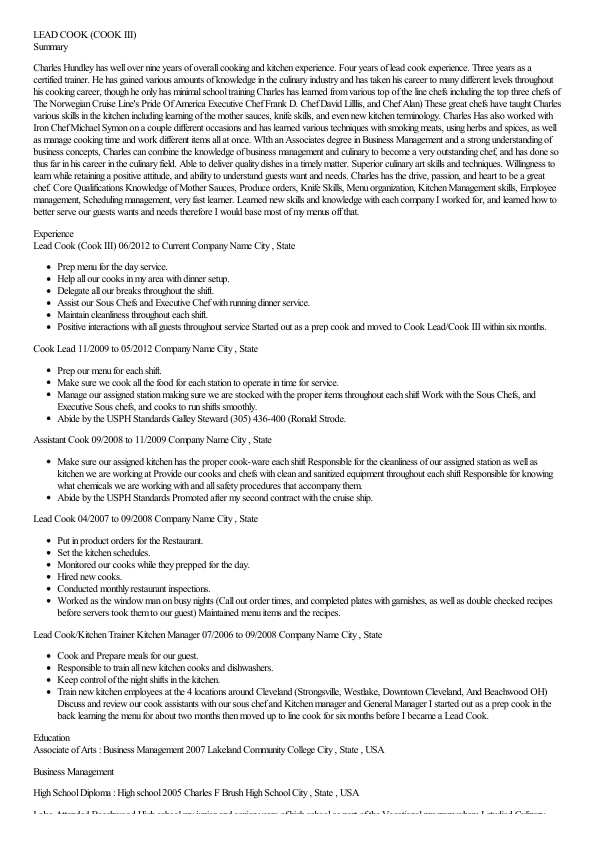 LEAD COOK (COOK III)
Summary
Charles Hundley has well over nine years of overall cooking and kitchen experience. Four years of lead cook experience. Three years as a
certified trainer. He has gained various amounts of knowledge in the culinary industry and has taken his career to many different levels throughout
his cooking career, though he only has minimal school training Charles has learned from various top of the line chefs including the top three chefs of
The Norwegian Cruise Line's Pride Of America Executive Chef Frank D. Chef David Lilllis, and Chef Alan) These great chefs have taught Charles
various skills in the kitchen including learning of the mother sauces, knife skills, and even new kitchen terminology. Charles Has also worked with
Iron Chef Michael Symon on a couple different occasions and has learned various techniques with smoking meats, using herbs and spices, as well
as manage cooking time and work different items all at once. WIth an Associates degree in Business Management and a strong understanding of
business concepts, Charles can combine the knowledge of business management and culinary to become a very outstanding chef, and has done so
thus far in his career in the culinary field. Able to deliver quality dishes in a timely matter. Superior culinary art skills and techniques. Willingness to
learn while retaining a positive attitude, and ability to understand guests want and needs. Charles has the drive, passion, and heart to be a great
chef. Core Qualifications Knowledge of Mother Sauces, Produce orders, Knife Skills, Menu organization, Kitchen Management skills, Employee
management, Scheduling management, very fast learner. Learned new skills and knowledge with each company I worked for, and learned how to
better serve our guests wants and needs therefore I would base most of my menus off that.
Experience
Lead Cook (Cook III) 06/2012 to Current Company Name City , State
• Prep menu for the day service.
• Help all our cooks in my area with dinner setup.
• Delegate all our breaks throughout the shift.
• Assist our Sous Chefs and Executive Chef with running dinner service.
• Maintain cleanliness throughout each shift.
• Positive interactions with all guests throughout service Started out as a prep cook and moved to Cook Lead/Cook III within six months.
Cook Lead 11/2009 to 05/2012 Company Name City , State
• Prep our menu for each shift.
• Make sure we cook all the food for each station to operate in time for service.
• Manage our assigned station making sure we are stocked with the proper items throughout each shift Work with the Sous Chefs, and
Executive Sous chefs, and cooks to run shifts smoothly.
• Abide by the USPH Standards Galley Steward (305) 436-400 (Ronald Strode.
Assistant Cook 09/2008 to 11/2009 Company Name City , State
• Make sure our assigned kitchen has the proper cook-ware each shift Responsible for the cleanliness of our assigned station as well as
kitchen we are working at Provide our cooks and chefs with clean and sanitized equipment throughout each shift Responsible for knowing
what chemicals we are working with and all safety procedures that accompany them.
• Abide by the USPH Standards Promoted after my second contract with the cruise ship.
Lead Cook 04/2007 to 09/2008 Company Name City , State
• Put in product orders for the Restaurant.
• Set the kitchen schedules.
• Monitored our cooks while they prepped for the day.
• Hired new cooks.
• Conducted monthly restaurant inspections.
• Worked as the window man on busy nights (Call out order times, and completed plates with garnishes, as well as double checked recipes
before servers took them to our guest) Maintained menu items and the recipes.
Lead Cook/Kitchen Trainer Kitchen Manager 07/2006 to 09/2008 Company Name City , State
• Cook and Prepare meals for our guest.
• Responsible to train all new kitchen cooks and dishwashers.
• Keep control of the night shifts in the kitchen.
• Train new kitchen employees at the 4 locations around Cleveland (Strongsville, Westlake, Downtown Cleveland, And Beachwood OH)
Discuss and review our cook assistants with our sous chef and Kitchen manager and General Manager I started out as a prep cook in the
back learning the menu for about two months then moved up to line cook for six months before I became a Lead Cook.
Education
Associate of Arts : Business Management 2007 Lakeland Community College City , State , USA
Business Management
High School Diploma : High school 2005 Charles F Brush High School City , State , USA